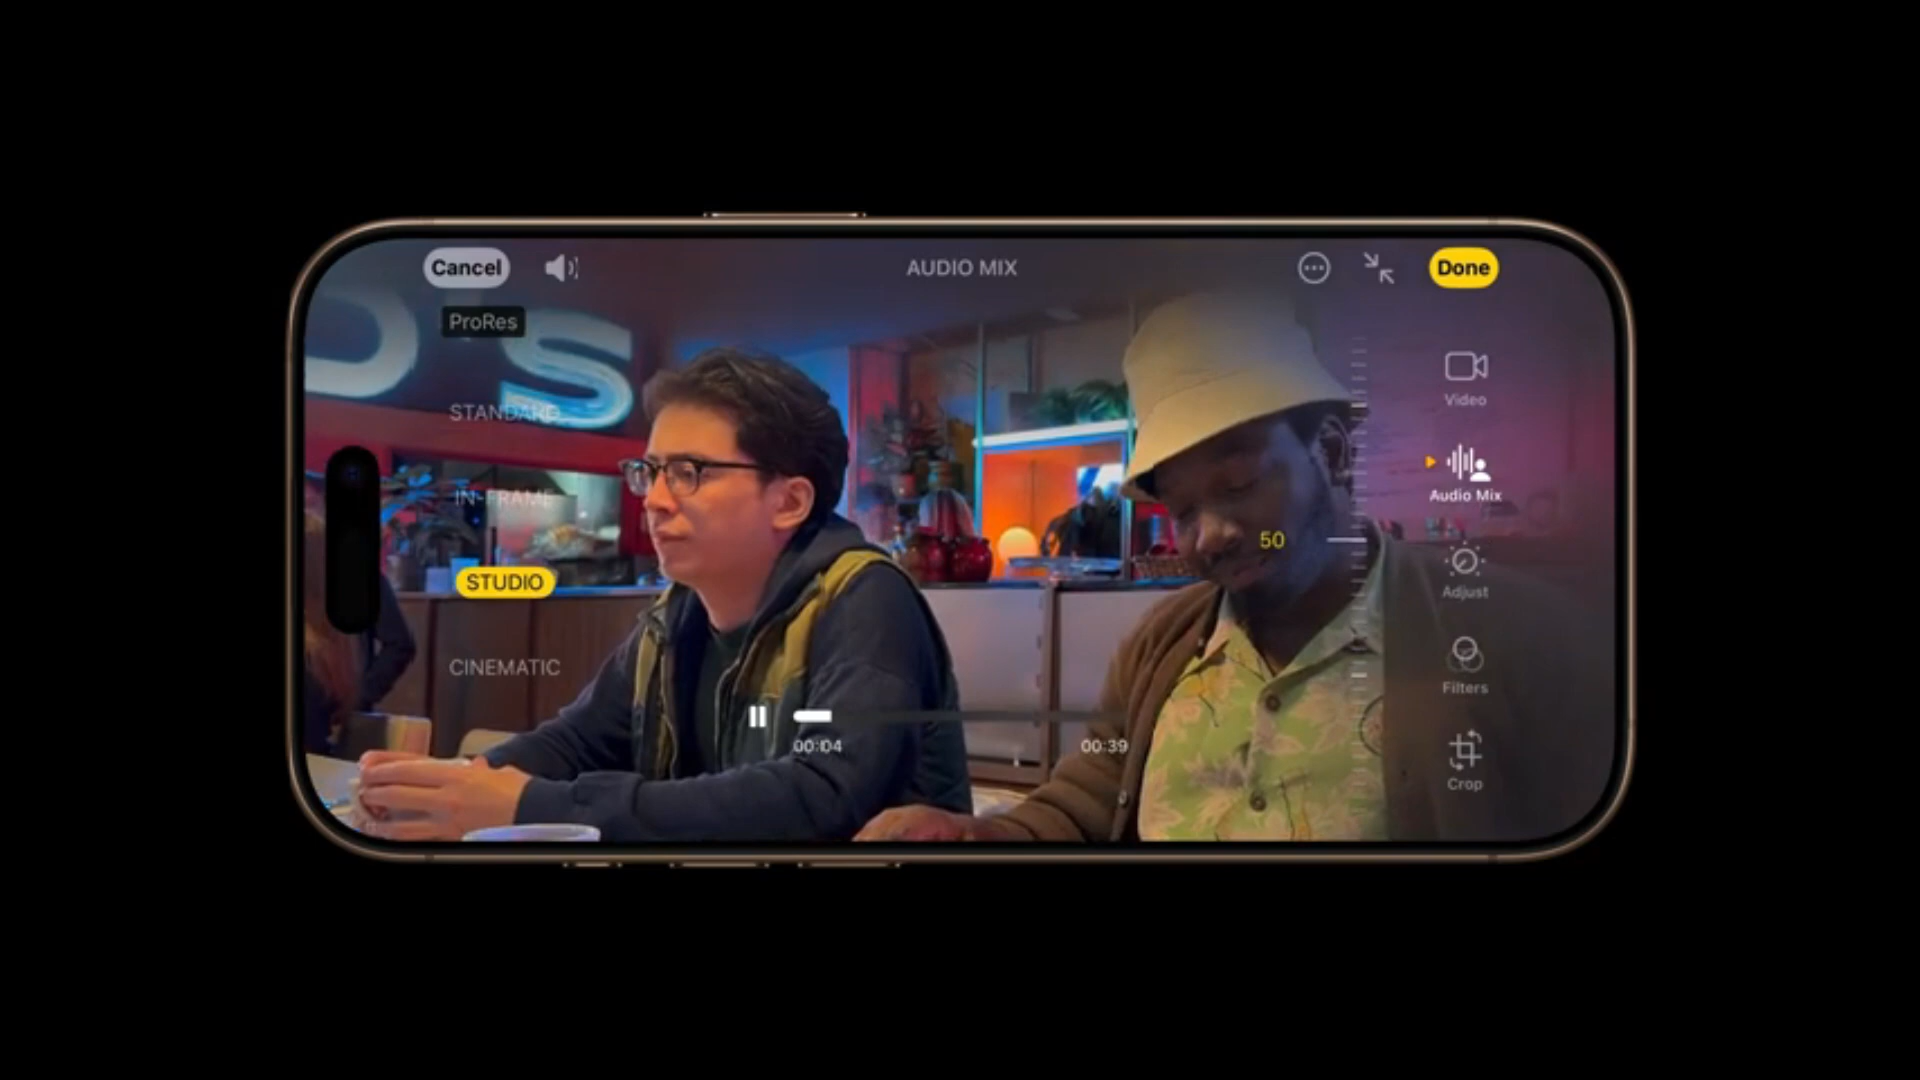 Cancel
AUDIO MIX
Done
ProRes
'S
STANDARD
IN-FRAME
STUDIO
CINEMATIC
50
Video
Audio Mix
Adjust
Filters
Crop
00:04
00:39